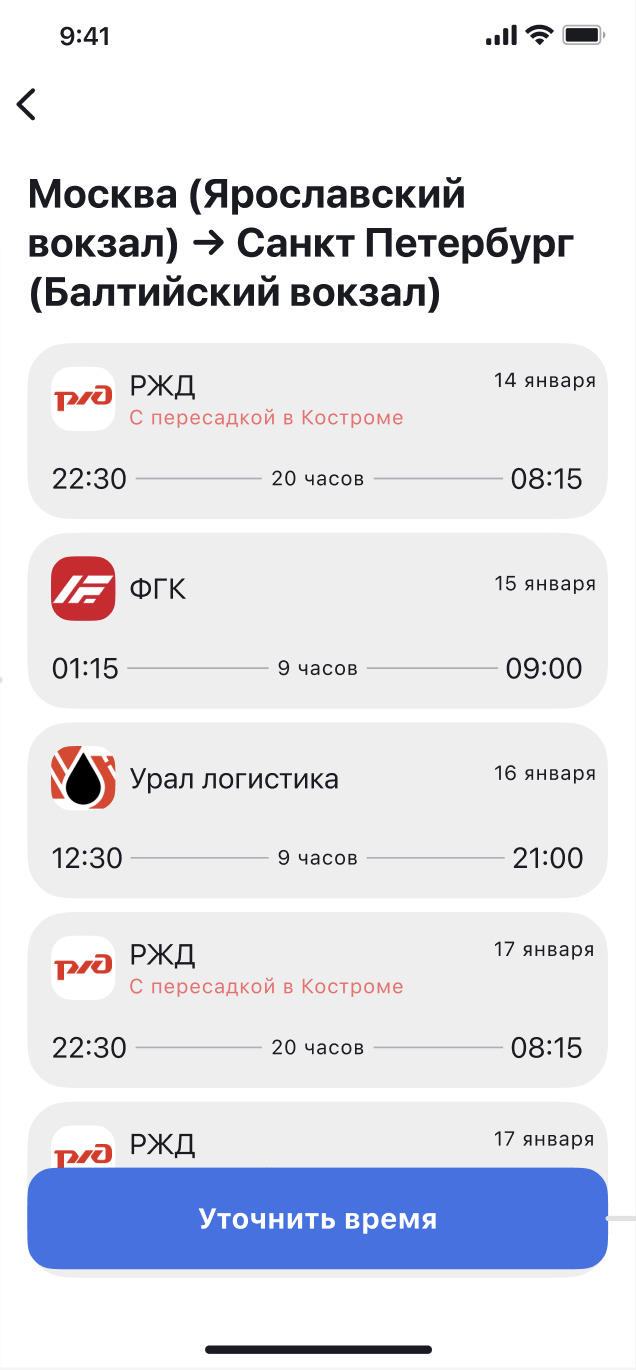 9:41
Москва (Ярославский
вокзал) → Санкт Петербург
(Балтийский вокзал)
РЖД
14 января
С пересадкой в Костроме
22:30
20 часов
08:15
ФГК
15 января
01:15
9 часов
09:00
Урал логистика
16 января
12:30
9 часов
21:00
РЖД
17 января
С пересадкой в Костроме
22:30
20 часов
08:15
РЖД
17 января
Уточнить время